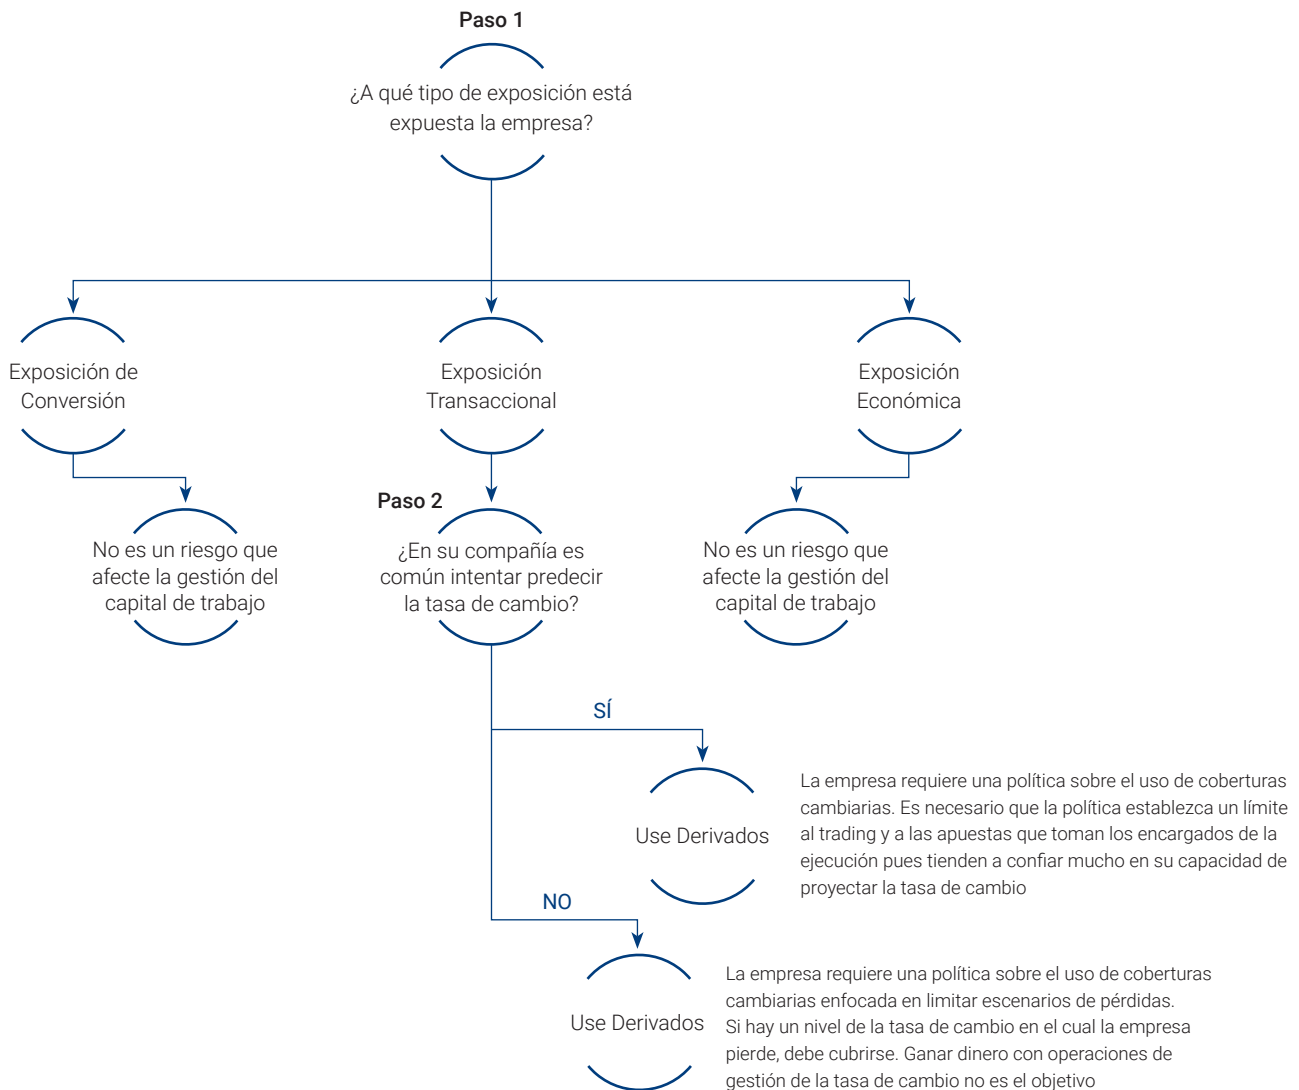 Paso 1
¿A qué tipo de exposición está
expuesta la empresa?
Exposición de
Conversión
Exposición
Transaccional
Exposición
Económica
No es un riesgo que
afecte la gestión del
capital de trabajo
Paso 2
¿En su compañía es
común intentar predecir
la tasa de cambio?
No es un riesgo que
afecte la gestión del
capital de trabajo
SÍ
Use Derivados
La empresa requiere una política sobre el uso de coberturas
cambiarias. Es necesario que la política establezca un límite
al trading y a las apuestas que toman los encargados de la
ejecución pues tienden a confiar mucho en su capacidad de
proyectar la tasa de cambio
NO
Use Derivados
La empresa requiere una política sobre el uso de coberturas
cambiarias enfocada en limitar escenarios de pérdidas.
Si hay un nivel de la tasa de cambio en el cual la empresa
pierde, debe cubrirse. Ganar dinero con operaciones de
gestión de la tasa de cambio no es el objetivo